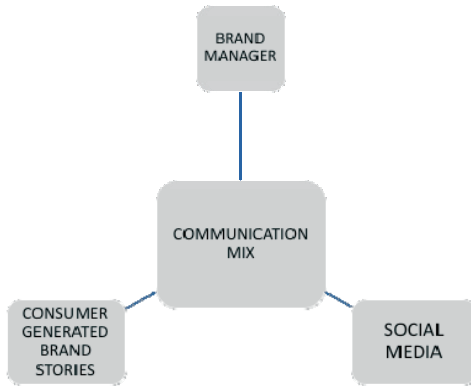 BRAND
MANAGER
COMMUNICATION
MIX
CONSUMER
GENERATED
BRAND
STORIES
SOCIAL
MEDIA